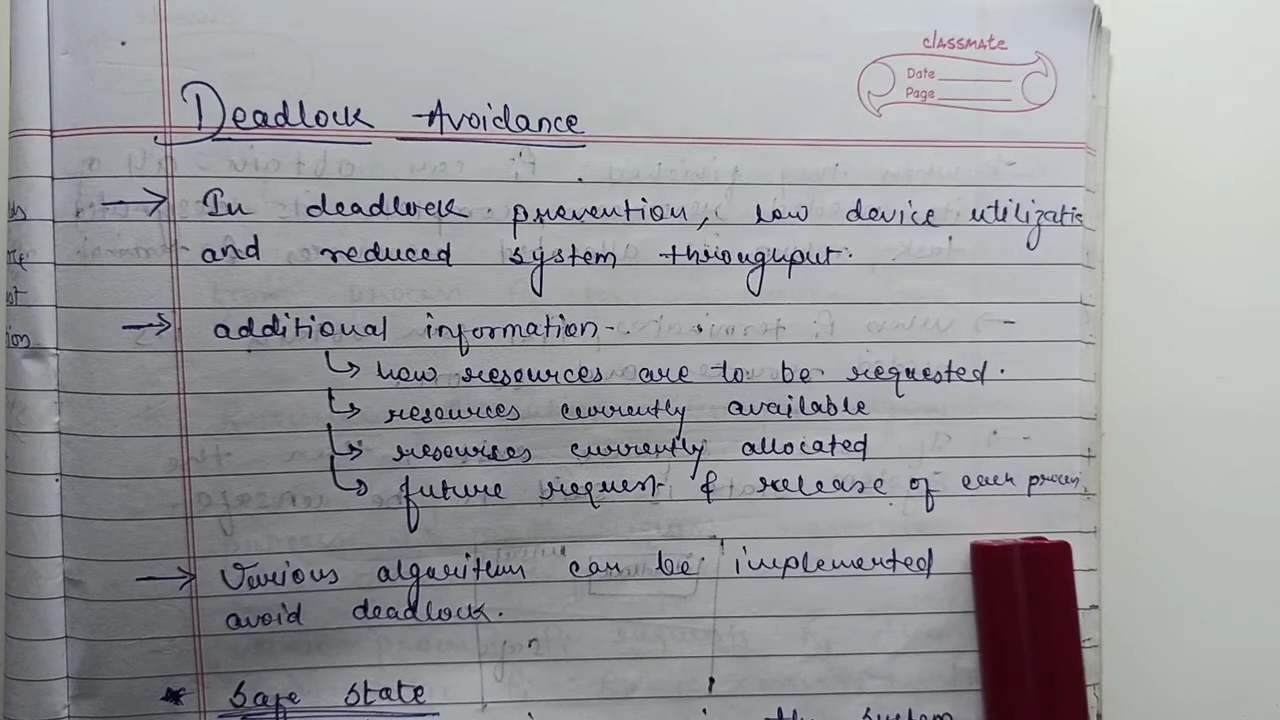 classmate
Date
Page
Deadlock Avoidance
→ In deadlock prevention, low device utilizatio
and reduced system throughput.
→ additional information -
↳ how resources are to be requested.
↳ resources currently available
↳ resources currently allocated
↳ future request & release of each process.
→ Various algorithm can be implemented
avoid deadlock.
* Safe State
the system